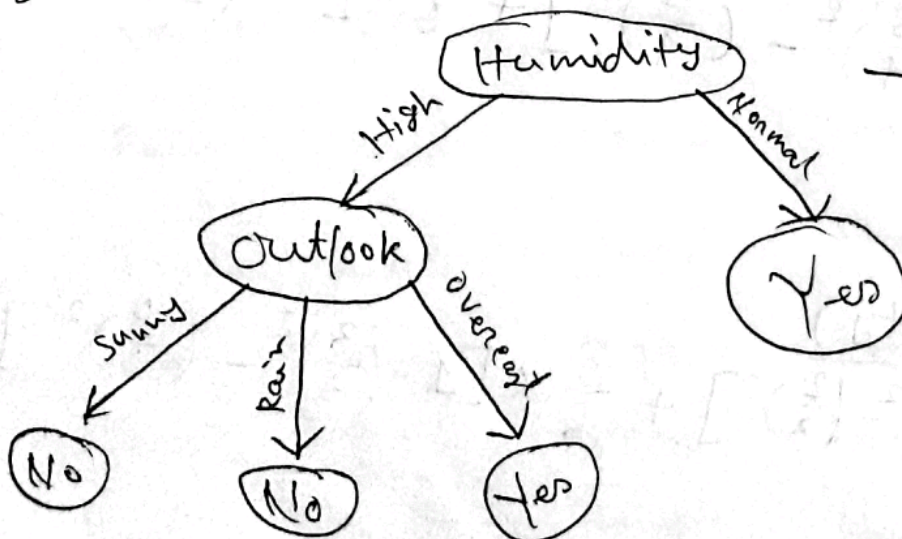 Humidity
High
Normal
outlook
Yes
Sunny
Rain
Overcast
No
No
Yes